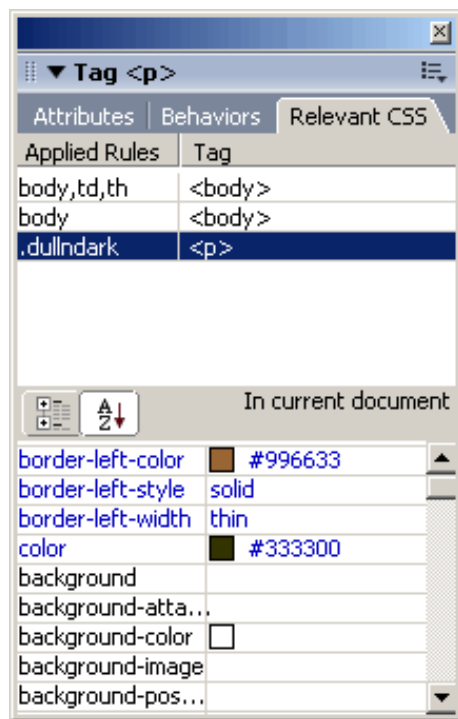 Tag <p>
Attributes Behaviors Relevant CSS
Applied Rules Tag
body,td,th <body>
body <body>
.dullndark <p>
In current document
border-left-color #996633
border-left-style solid
border-left-width thin
color #333300
background
background-atta...
background-color
background-image
background-pos...